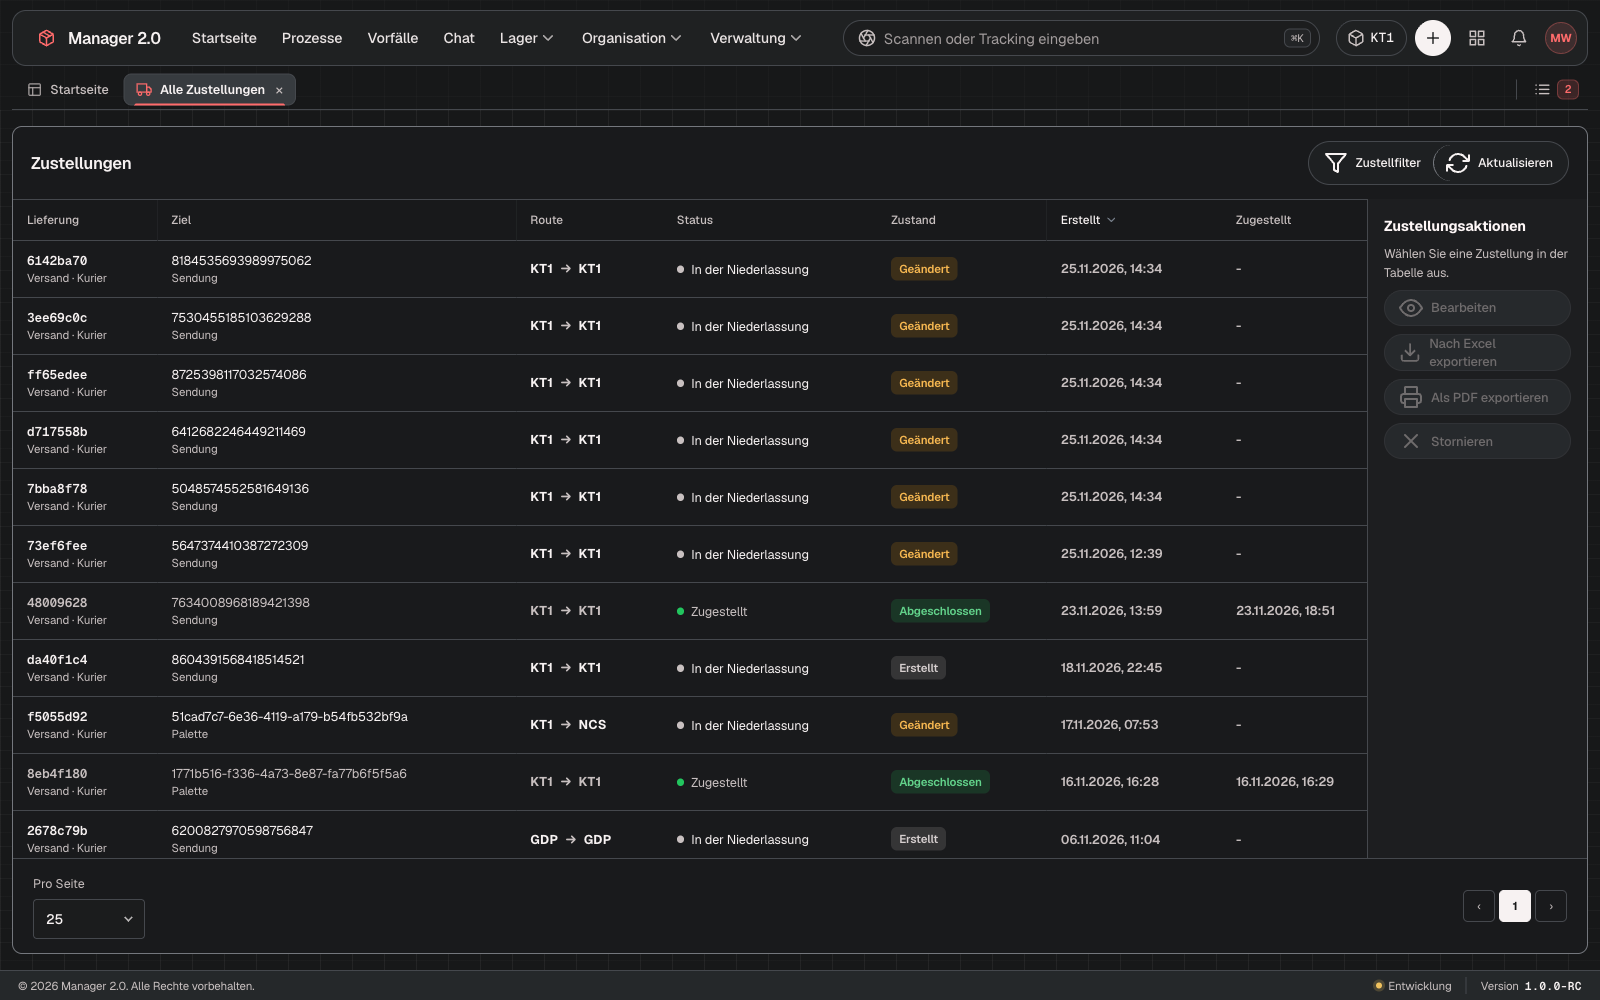 Manager 2.0 Startseite Prozesse Vorfälle Chat Lager Organisation Verwaltung Scannen oder Tracking eingeben ⌘K KT1 MW
Startseite Alle Zustellungen × 2
Zustellungen Zustellfilter Aktualisieren
Lieferung Ziel Route Status Zustand Erstellt Zugestellt
6142ba70 8184535693989975062 KT1 → KT1 In der Niederlassung Geändert 25.11.2026, 14:34 -
Versand · Kurier Sendung
3ee69c0c 7530455185103629288 KT1 → KT1 In der Niederlassung Geändert 25.11.2026, 14:34 -
Versand · Kurier Sendung
ff65edee 8725398117032574086 KT1 → KT1 In der Niederlassung Geändert 25.11.2026, 14:34 -
Versand · Kurier Sendung
d717558b 6412682246449211469 KT1 → KT1 In der Niederlassung Geändert 25.11.2026, 14:34 -
Versand · Kurier Sendung
7bba8f78 5048574552581649136 KT1 → KT1 In der Niederlassung Geändert 25.11.2026, 14:34 -
Versand · Kurier Sendung
73ef6fee 5647374410387272309 KT1 → KT1 In der Niederlassung Geändert 25.11.2026, 12:39 -
Versand · Kurier Sendung
48009628 7634008968189421398 KT1 → KT1 Zugestellt Abgeschlossen 23.11.2026, 13:59 23.11.2026, 18:51
Versand · Kurier Sendung
da40f1c4 8604391568418514521 KT1 → KT1 In der Niederlassung Erstellt 18.11.2026, 22:45 -
Versand · Kurier Sendung
f5055d92 51cad7c7-6e36-4119-a179-b54fb532bf9a KT1 → NCS In der Niederlassung Geändert 17.11.2026, 07:53 -
Versand · Kurier Palette
8eb4f180 1771b516-f336-4a73-8e87-fa77b6f5f5a6 KT1 → KT1 Zugestellt Abgeschlossen 16.11.2026, 16:28 16.11.2026, 16:29
Versand · Kurier Palette
2678c79b 6200827970598756847 GDP → GDP In der Niederlassung Erstellt 06.11.2026, 11:04 -
Versand · Kurier Sendung
Zustellungsaktionen
Wählen Sie eine Zustellung in der
Tabelle aus.
Bearbeiten
Nach Excel
exportieren
Als PDF exportieren
Stornieren
Pro Seite
25
‹ 1 ›
© 2026 Manager 2.0. Alle Rechte vorbehalten. Entwicklung Version 1.0.0-RC